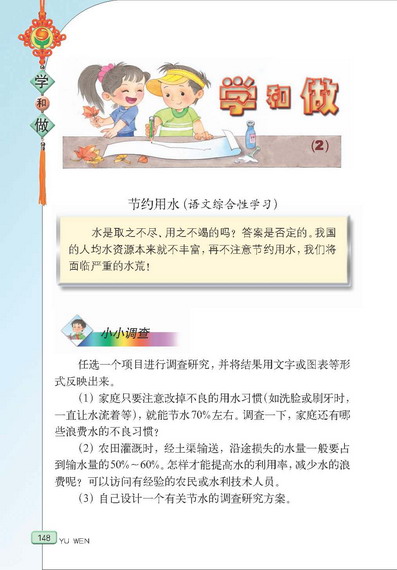 学
和
做
学和做
(2)
节约用水(语文综合性学习)
水是取之不尽、用之不竭的吗？答案是否定的。我国
的人均水资源本来就不丰富，再不注意节约用水，我们将
面临严重的水荒！
小小调查
任选一个项目进行调查研究，并将结果用文字或图表等形
式反映出来。
(1) 家庭只要注意改掉不良的用水习惯(如洗脸或刷牙时，
一直让水流着等)，就能节水70%左右。调查一下，家庭还有哪
些浪费水的不良习惯？
(2) 农田灌溉时，经土渠输送，沿途损失的水量一般要占
到输水量的50%～60%。怎样才能提高水的利用率，减少水的浪
费呢？可以访问有经验的农民或水利技术人员。
(3) 自己设计一个有关节水的调查研究方案。
148 YU WEN